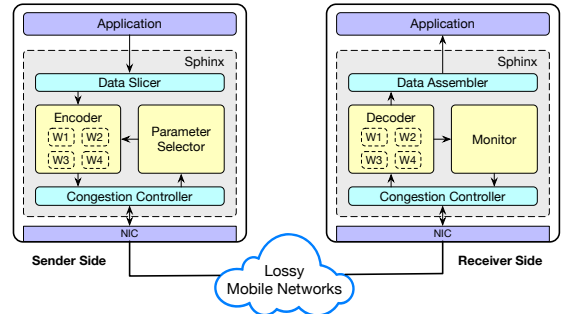 Application
Sphinx
Data Slicer
Encoder
W1 W2
W3 W4
Parameter
Selector
Congestion Controller
NIC
Sender Side
Application
Sphinx
Data Assembler
Decoder
W1 W2
W3 W4
Monitor
Congestion Controller
NIC
Receiver Side
Lossy
Mobile Networks